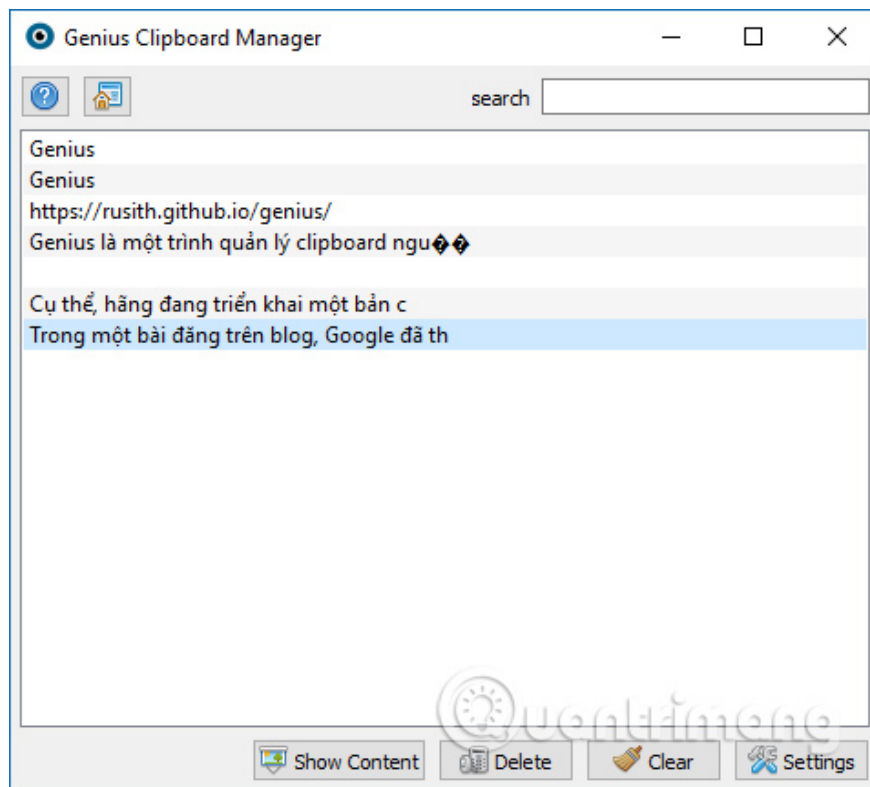 Genius Clipboard Manager
search
Genius
Genius
https://rusith.github.io/genius/
Genius là một trình quản lý clipboard ngu��
Cụ thể, hãng đang triển khai một bản c
Trong một bài đăng trên blog, Google đã th
Quantrimang
Show Content Delete Clear Settings